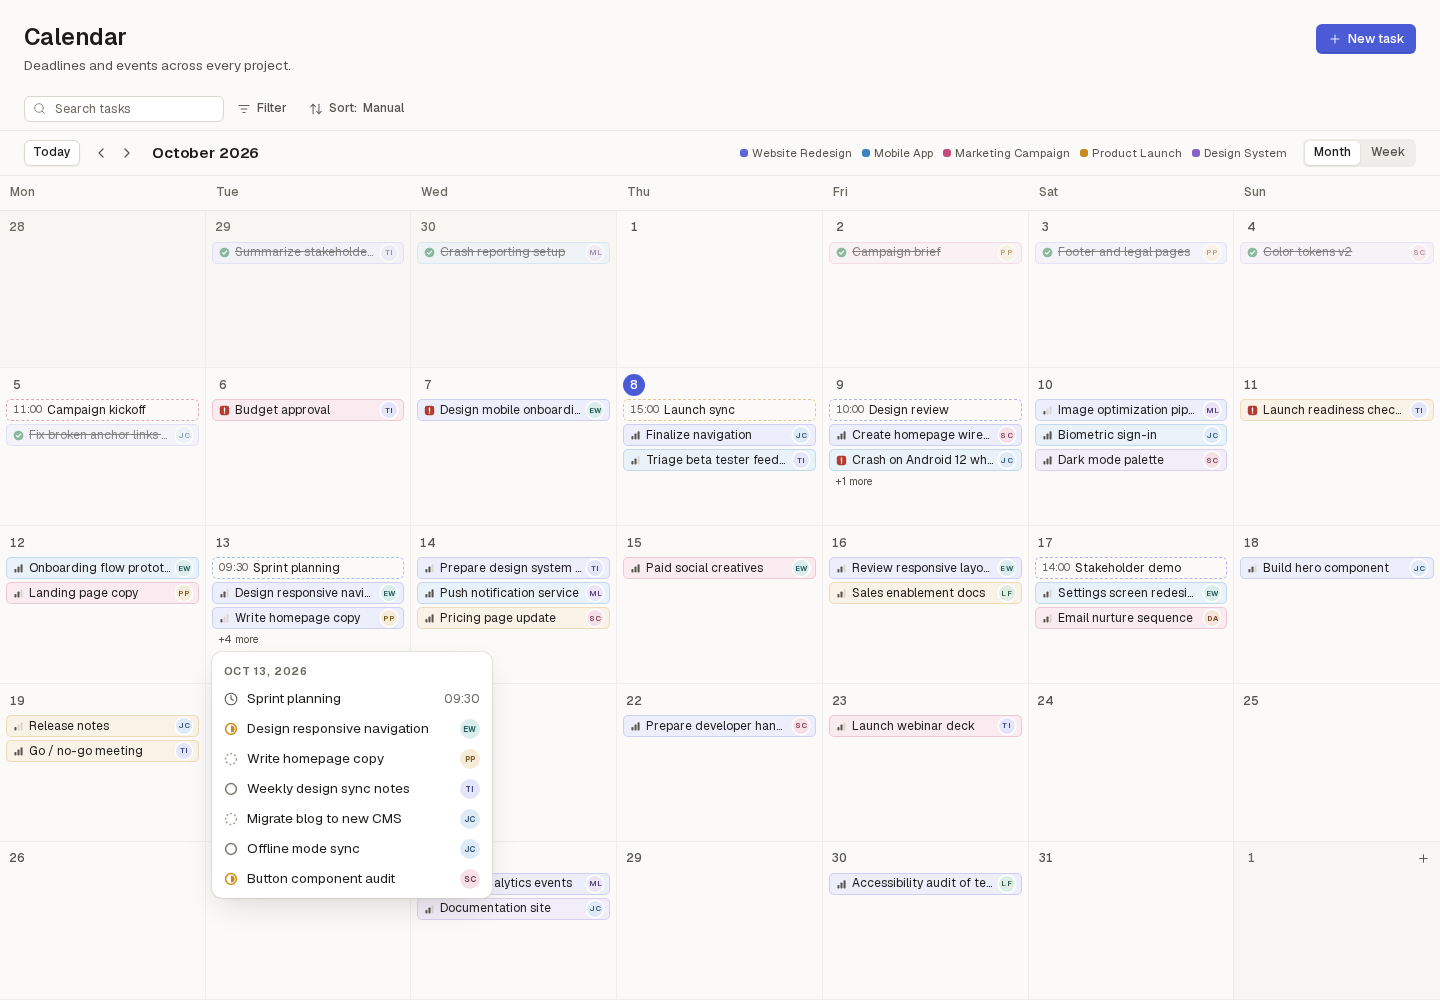 Calendar
New task
Deadlines and events across every project.
Search tasks
Filter
Sort: Manual
Today
October 2026
Website Redesign
Mobile App
Marketing Campaign
Product Launch
Design System
Month
Week
Mon
Tue
Wed
Thu
Fri
Sat
Sun
28
29
Summarize stakeholde... TI
30
Crash reporting setup ML
1
2
Campaign brief PP
3
Footer and legal pages PP
4
Color tokens v2 SC
5
11:00 Campaign kickoff
Fix broken anchor links... JC
6
Budget approval TI
7
Design mobile onboardi... EW
8
15:00 Launch sync
Finalize navigation JC
Triage beta tester feed... TI
9
10:00 Design review
Create homepage wire... SC
Crash on Android 12 wh... JC
+1 more
10
Image optimization pip... ML
Biometric sign-in JC
Dark mode palette SC
11
Launch readiness chec... TI
12
Onboarding flow protot... EW
Landing page copy PP
13
09:30 Sprint planning
Design responsive navi... EW
Write homepage copy PP
+4 more
14
Prepare design system ... TI
Push notification service ML
Pricing page update SC
15
Paid social creatives EW
16
Review responsive layo... EW
Sales enablement docs LF
17
14:00 Stakeholder demo
Settings screen redesi... EW
Email nurture sequence DA
18
Build hero component JC
OCT 13, 2026
Sprint planning 09:30
Design responsive navigation EW
Write homepage copy PP
Weekly design sync notes TI
Migrate blog to new CMS JC
Offline mode sync JC
Button component audit SC
19
Release notes JC
Go / no-go meeting TI
22
Prepare developer han... SC
23
Launch webinar deck TI
24
25
26
alytics events ML
Documentation site JC
29
30
Accessibility audit of te... LF
31
1